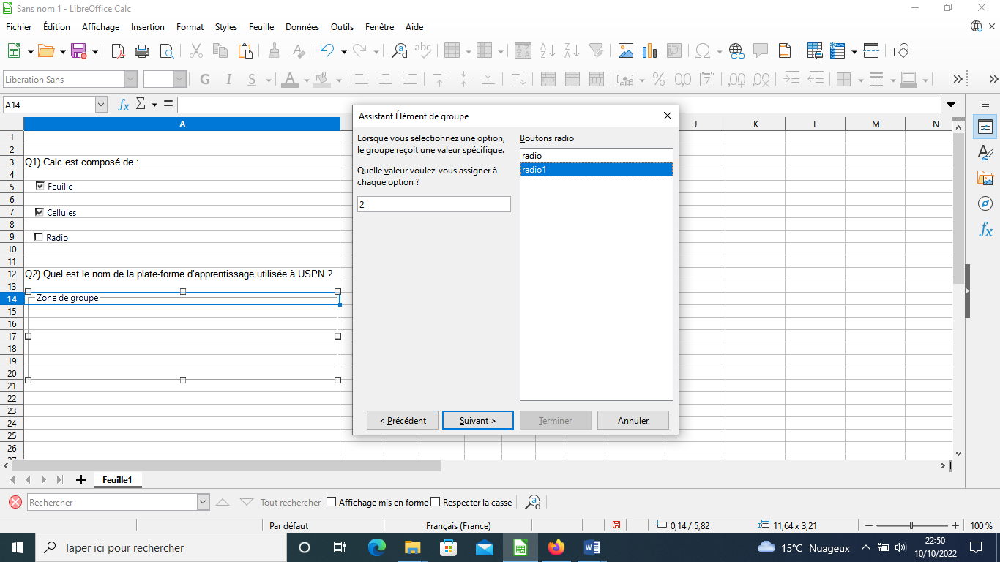 Sans nom 1 - LibreOffice Calc
Fichier Édition Affichage Insertion Format Styles Feuille Données Outils Fenêtre Aide
Liberation Sans
A14
Assistant Élément de groupe
A J K L M N
Lorsque vous sélectionnez une option, le groupe reçoit une valeur spécifique.
Quelle valeur voulez-vous assigner à chaque option ?
2
Boutons radio
radio
radio1
< Précédent Suivant > Terminer Annuler
1
2
3 Q1) Calc est composé de :
4
5 Feuille
6
7 Cellules
8
9 Radio
10
11
12 Q2) Quel est le nom de la plate-forme d'apprentissage utilisée à USPN ?
13
14 Zone de groupe
15
16
17
18
19
20
21
22
23
24
25
26
27
Feuille1
Rechercher Tout rechercher Affichage mis en forme Respecter la casse
Par défaut Français (France) 0,14 / 5,82 11,64 x 3,21 100 %
Taper ici pour rechercher 15°C Nuageux 22:50
10/10/2022